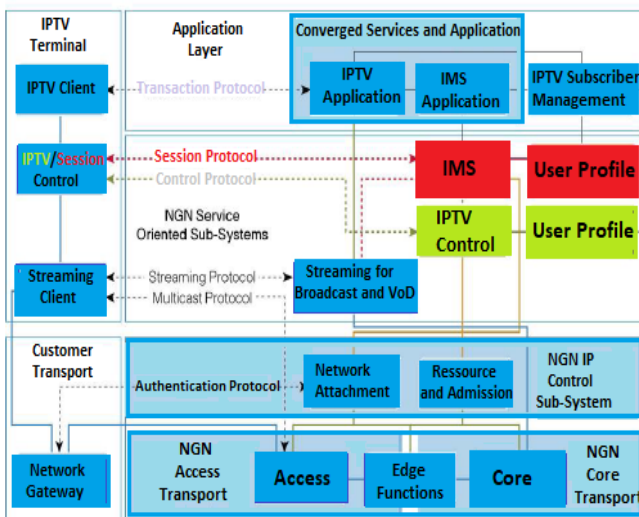 IPTV
Terminal
Application
Layer
Converged Services and Application
IPTV Client
Transaction Protocol
IPTV
Application
IMS
Application
IPTV Subscriber
Management
IPTV/Session
Control
Session Protocol
Control Protocol
IMS
User Profile
NGN Service
Oriented Sub-Systems
IPTV
Control
User Profile
Streaming
Client
Streaming Protocol
Multicast Protocol
Streaming for
Broadcast and VoD
Customer
Transport
Authentication Protocol
Network
Attachment
Ressource
and Admission
NGN IP
Control
Sub-System
Network
Gateway
NGN
Access
Transport
Access
Edge
Functions
Core
NGN
Core
Transport